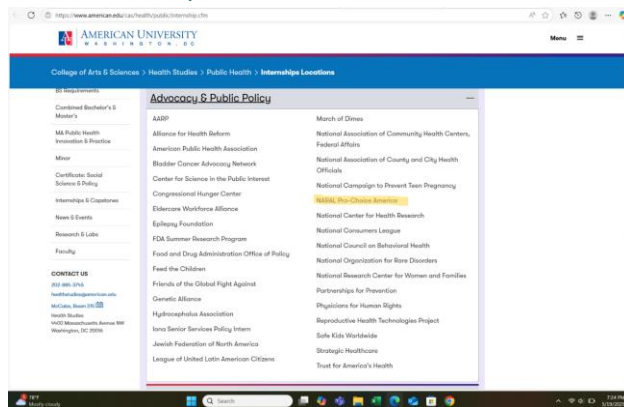 https://www.american.edu/cas/health/public/internship.cfm
AMERICAN UNIVERSITY
WASHINGTON, DC
Menu
College of Arts & Sciences > Health Studies > Public Health > Internships Locations
BS Requirements
Combined Bachelor's &
Master's
MA Public Health
Innovation & Practice
Minor
Certificate: Social
Science & Policy
Internships & Capstones
News & Events
Research & Labs
Faculty
CONTACT US
healthstudies@american.edu
Health Studies
4400 Massachusetts Avenue NW
Washington, DC 20016
Advocacy & Public Policy
AARP
Alliance for Health Reform
American Public Health Association
Bladder Cancer Advocacy Network
Center for Science in the Public Interest
Congressional Hunger Center
Eldercare Workforce Alliance
Epilepsy Foundation
FDA Summer Research Program
Food and Drug Administration Office of Policy
Feed the Children
Friends of the Global Fight Against
Genetic Alliance
Hydrocephalus Association
Iona Senior Services Policy Intern
Jewish Federation of North America
League of United Latin American Citizens
March of Dimes
National Association of Community Health Centers,
Federal Affairs
National Association of County and City Health
Officials
National Campaign to Prevent Teen Pregnancy
NARAL Pro-Choice America
National Center for Health Research
National Consumers League
National Council on Behavioral Health
National Organization for Rare Disorders
National Research Center for Women and Families
Partnerships for Prevention
Physicians for Human Rights
Reproductive Health Technologies Project
Safe Kids Worldwide
Strategic Healthcare
Trust for America's Health
Mostly cloudy
Search
7:24 PM